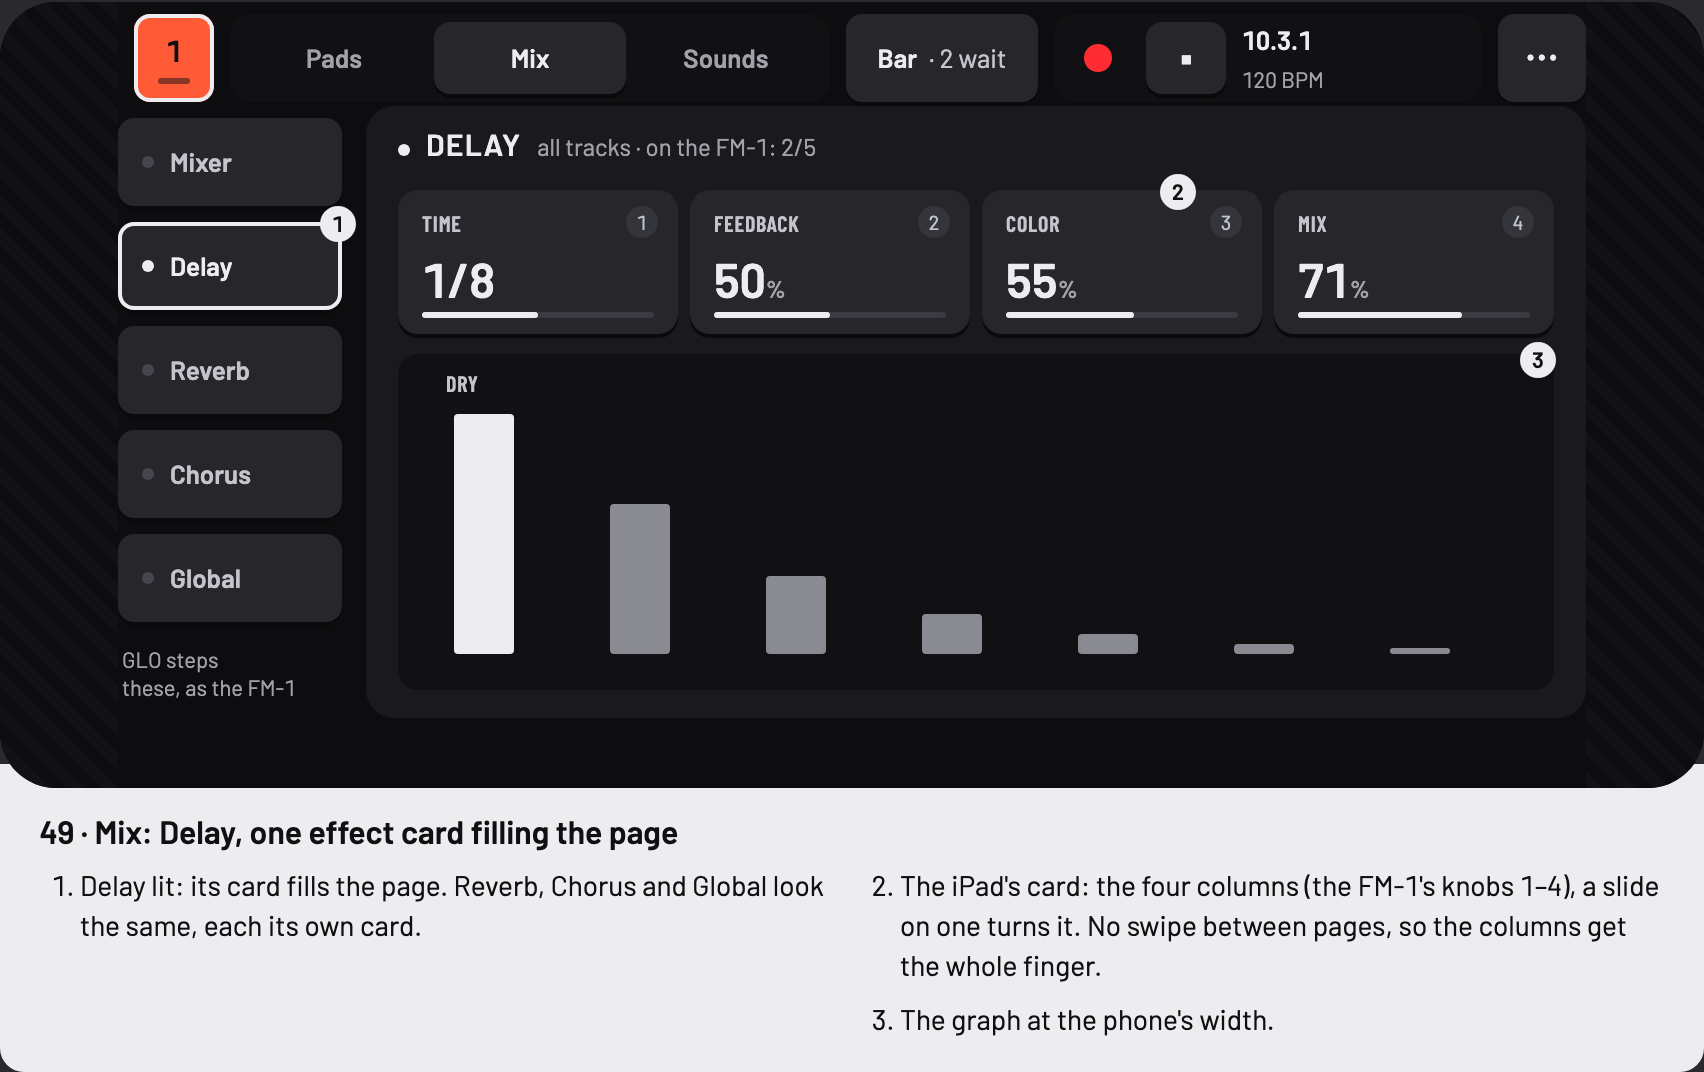 1
Pads
Mix
Sounds
Bar · 2 wait
10.3.1
120 BPM
Mixer
1
Delay
Reverb
Chorus
Global
GLO steps
these, as the FM-1
DELAY all tracks · on the FM-1: 2/5
2
TIME 1
1/8
FEEDBACK 2
50%
COLOR 3
55%
MIX 4
71%
3
DRY
49 · Mix: Delay, one effect card filling the page
1. Delay lit: its card fills the page. Reverb, Chorus and Global look
the same, each its own card.
2. The iPad's card: the four columns (the FM-1's knobs 1–4), a slide
on one turns it. No swipe between pages, so the columns get
the whole finger.
3. The graph at the phone's width.